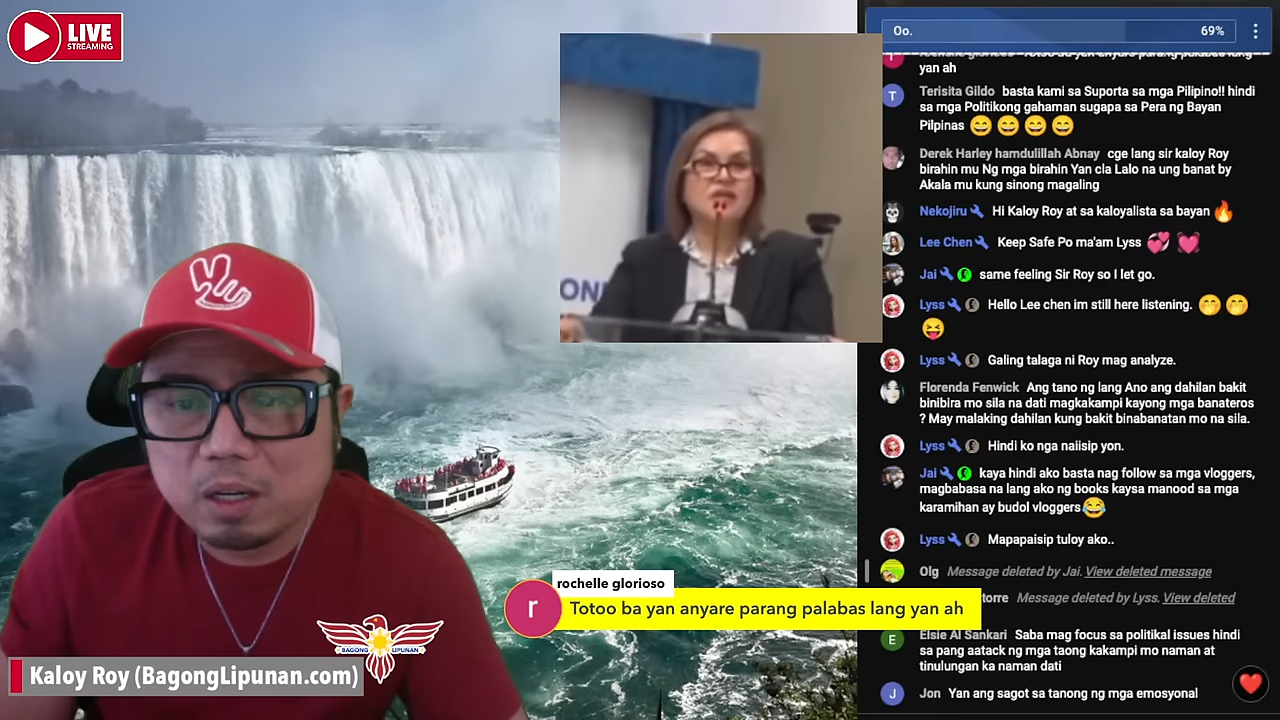 LIVE
STREAMING
Oo.
69%
yan ah
T
Terisita Gildo basta kami sa Suporta sa mga Pilipino!! hindi
sa mga Politikong gahaman sugapa sa Pera ng Bayan
Pilpinas 😄 😄 😄 😄
Derek Harley hamdulillah Abnay cge lang sir kaloy Roy
birahin mu Ng mga birahin Yan cla Lalo na ung banat by
Akala mu kung sinong magaling
Nekojiru Hi Kaloy Roy at sa kaloyalista sa bayan 🔥
Lee Chen Keep Safe Po ma'am Lyss 💞 💓
Jai same feeling Sir Roy so I let go.
Lyss Hello Lee chen im still here listening. 🤭 🤭
😝
Lyss Galing talaga ni Roy mag analyze.
Florenda Fenwick Ang tano ng lang Ano ang dahilan bakit
binibira mo sila na dati magkakampi kayong mga banateros
? May malaking dahilan kung bakit binabanatan mo na sila.
Lyss Hindi ko nga naiisip yon.
Jai kaya hindi ako basta nag follow sa mga vloggers,
magbabasa na lang ako ng books kaysa manood sa mga
karamihan ay budol vloggers 😂
Lyss Mapapaisip tuloy ako..
Olg Message deleted by Jai. View deleted message
torre Message deleted by Lyss. View deleted
E
Elsie Al Sankari Saba mag focus sa politikal issues hindi
sa pang aatack ng mga taong kakampi mo naman at
tinulungan ka naman dati
J
Jon Yan ang sagot sa tanong ng mga emosyonal
ON
rochelle glorioso
r
Totoo ba yan anyare parang palabas lang yan ah
BAGONG LIPUNAN
Kaloy Roy (BagongLipunan.com)